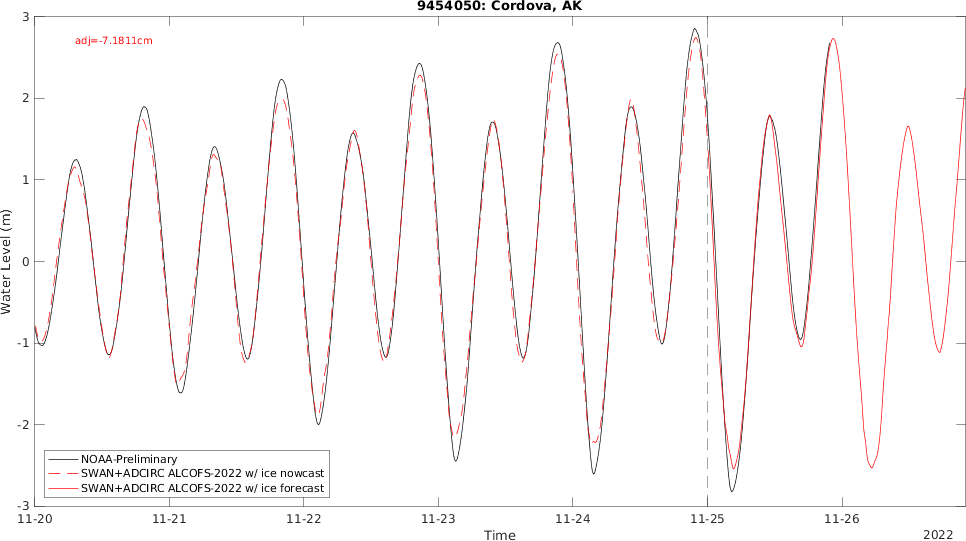 9454050: Cordova, AK
adj=-7.1811cm
3
2
1
0
-1
-2
-3
Water Level (m)
NOAA-Preliminary
SWAN+ADCIRC ALCOFS-2022 w/ ice nowcast
SWAN+ADCIRC ALCOFS-2022 w/ ice forecast
11-20 11-21 11-22 11-23 11-24 11-25 11-26
Time
2022